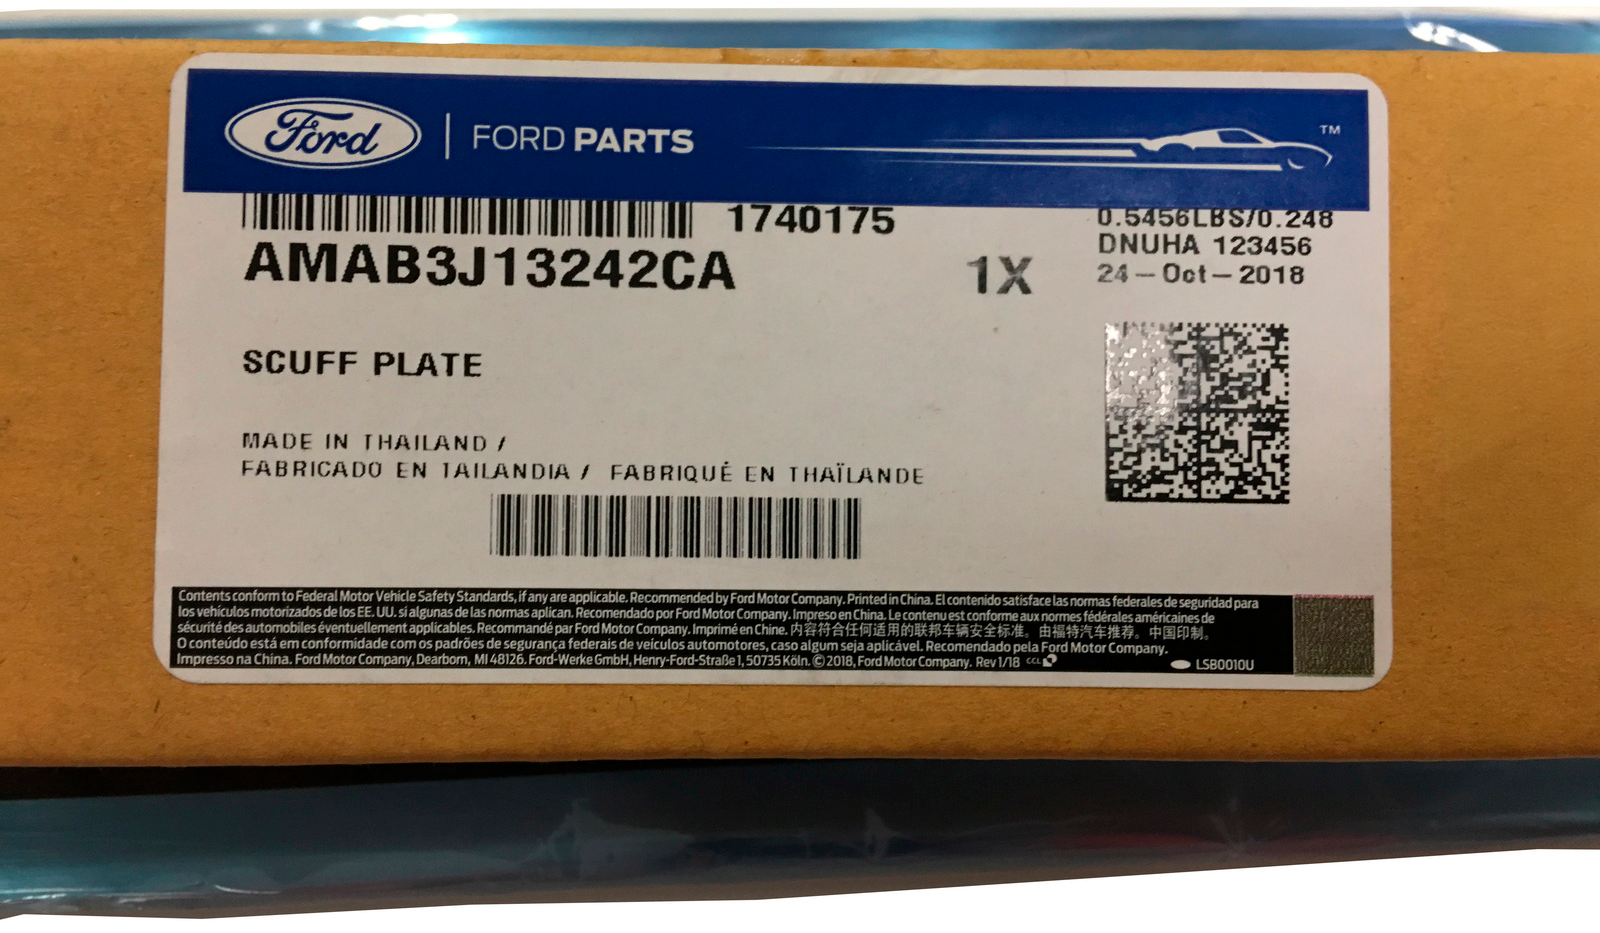 Ford | FORD PARTS ™
1740175
0.5456LBS/0.248
AMAB3J13242CA
1X
DNUHA 123456
24-Oct-2018
SCUFF PLATE
MADE IN THAILAND /
FABRICADO EN TAILANDIA / FABRIQUÉ EN THAÏLANDE
Contents conform to Federal Motor Vehicle Safety Standards, if any are applicable. Recommended by Ford Motor Company. Printed in China. El contenido satisface las normas federales de seguridad para
los vehículos motorizados de los EE. UU. si algunas de las normas aplican. Recomendado por Ford Motor Company. Impreso en China. Le contenu est conforme aux normes fédérales américaines de
sécurité des automobiles éventuellement applicables. Recommandé par Ford Motor Company. Imprimé en Chine. 内容符合任何适用的联邦车辆安全标准。由福特汽车推荐。中国印制。
O conteúdo está em conformidade com os padrões de segurança federais de veículos automotores, caso algum seja aplicável. Recomendado pela Ford Motor Company.
Impresso na China. Ford Motor Company, Dearborn, MI 48126. Ford-Werke GmbH, Henry-Ford-Straße 1, 50735 Köln. © 2018, Ford Motor Company. Rev 1/18 CCL
LSB0010U